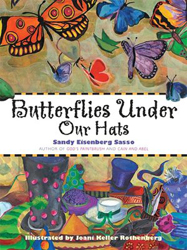 Butterflies Under
Our Hats
Sandy Eisenberg Sasso
AUTHOR OF GOD'S PAINTBRUSH AND CAIN AND ABEL
Illustrated by Joani Keller Rothenberg